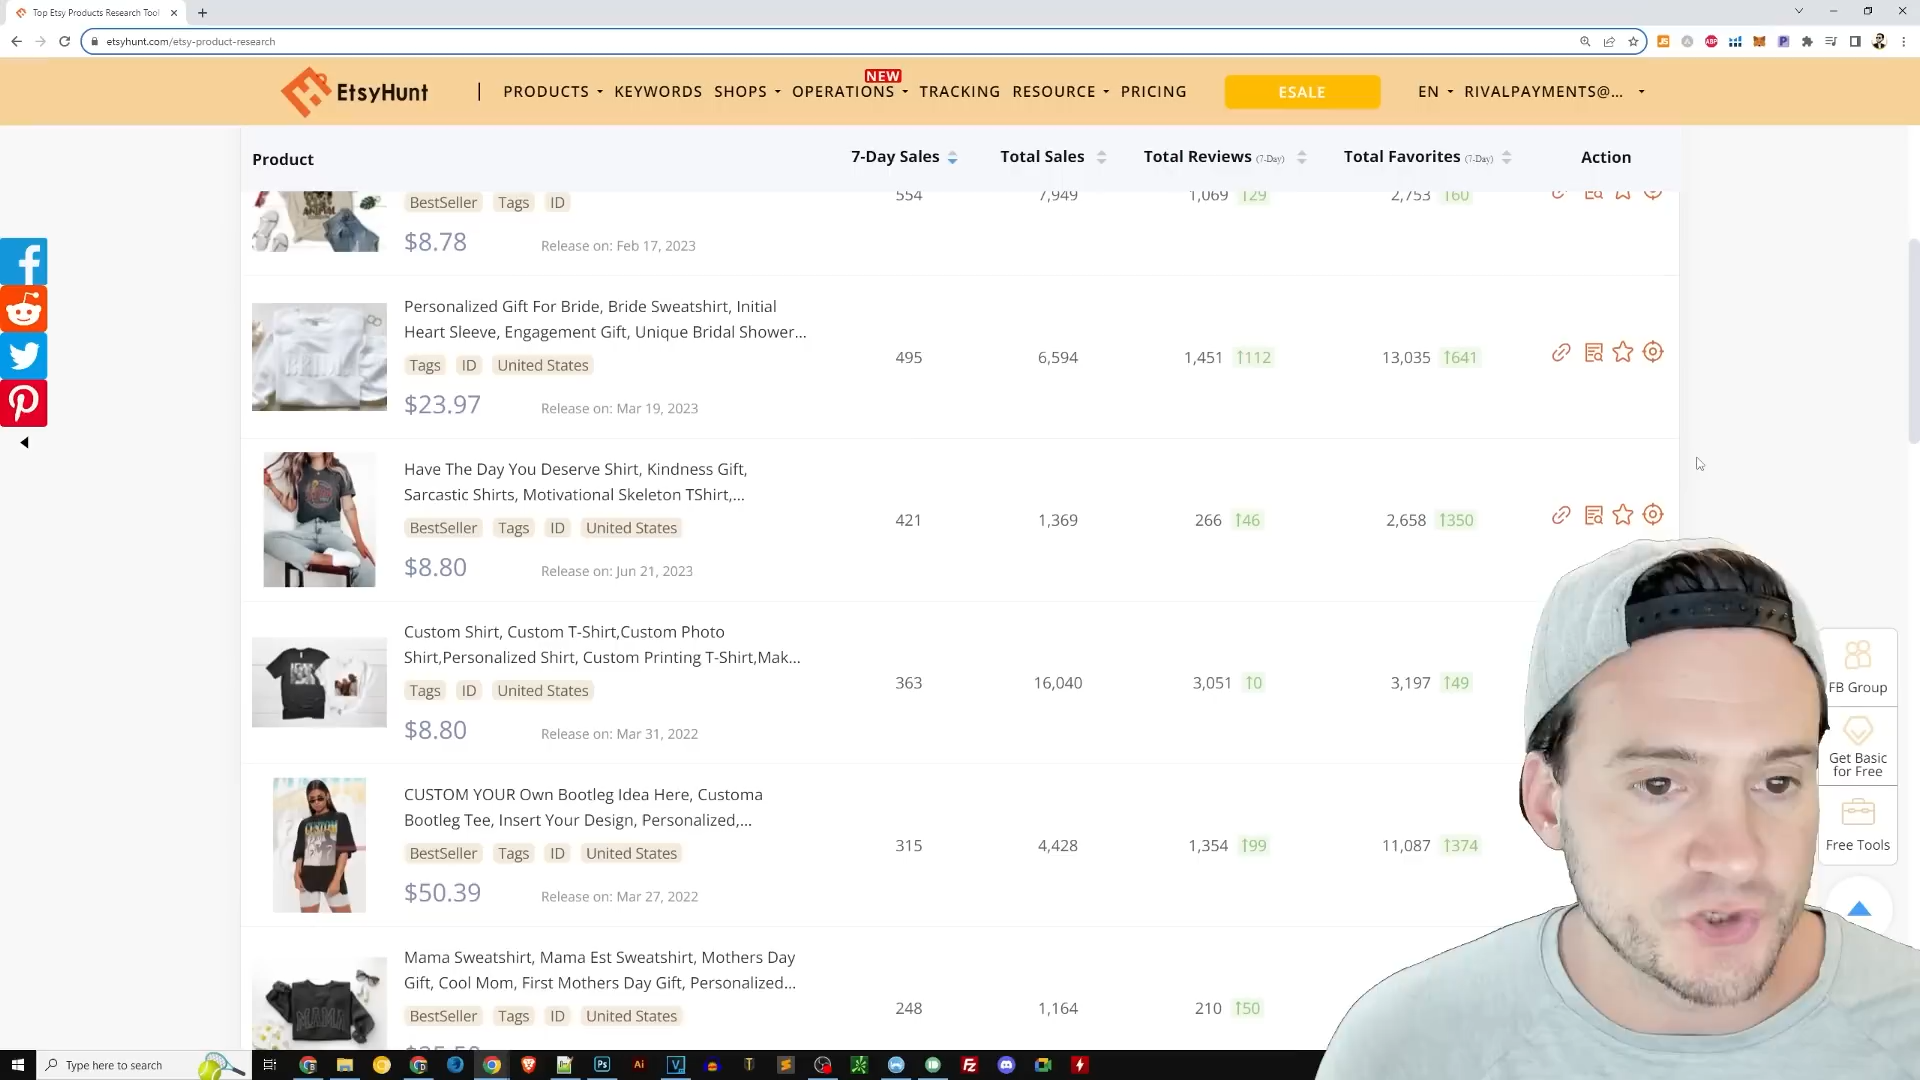 Top Etsy Products Research Tool
etsyhunt.com/etsy-product-research
EtsyHunt
PRODUCTS
KEYWORDS
SHOPS
OPERATIONS
NEW
TRACKING
RESOURCE
PRICING
ESALE
EN
RIVALPAYMENTS@...
Product
7-Day Sales
Total Sales
Total Reviews (7-Day)
Total Favorites (7-Day)
Action
BestSeller Tags ID
$8.78 Release on: Feb 17, 2023
554 7,949 1,069 ↑29 2,753 ↑60
Personalized Gift For Bride, Bride Sweatshirt, Initial
Heart Sleeve, Engagement Gift, Unique Bridal Shower...
Tags ID United States
$23.97 Release on: Mar 19, 2023
495 6,594 1,451 ↑112 13,035 ↑641
Have The Day You Deserve Shirt, Kindness Gift,
Sarcastic Shirts, Motivational Skeleton TShirt,...
BestSeller Tags ID United States
$8.80 Release on: Jun 21, 2023
421 1,369 266 ↑46 2,658 ↑350
Custom Shirt, Custom T-Shirt,Custom Photo
Shirt,Personalized Shirt, Custom Printing T-Shirt,Mak...
Tags ID United States
$8.80 Release on: Mar 31, 2022
363 16,040 3,051 ↑0 3,197 ↑49
CUSTOM YOUR Own Bootleg Idea Here, Customa
Bootleg Tee, Insert Your Design, Personalized,...
BestSeller Tags ID United States
$50.39 Release on: Mar 27, 2022
315 4,428 1,354 ↑99 11,087 ↑374
Mama Sweatshirt, Mama Est Sweatshirt, Mothers Day
Gift, Cool Mom, First Mothers Day Gift, Personalized...
BestSeller Tags ID United States
248 1,164 210 ↑50
FB Group
Get Basic
for Free
Free Tools
Type here to search